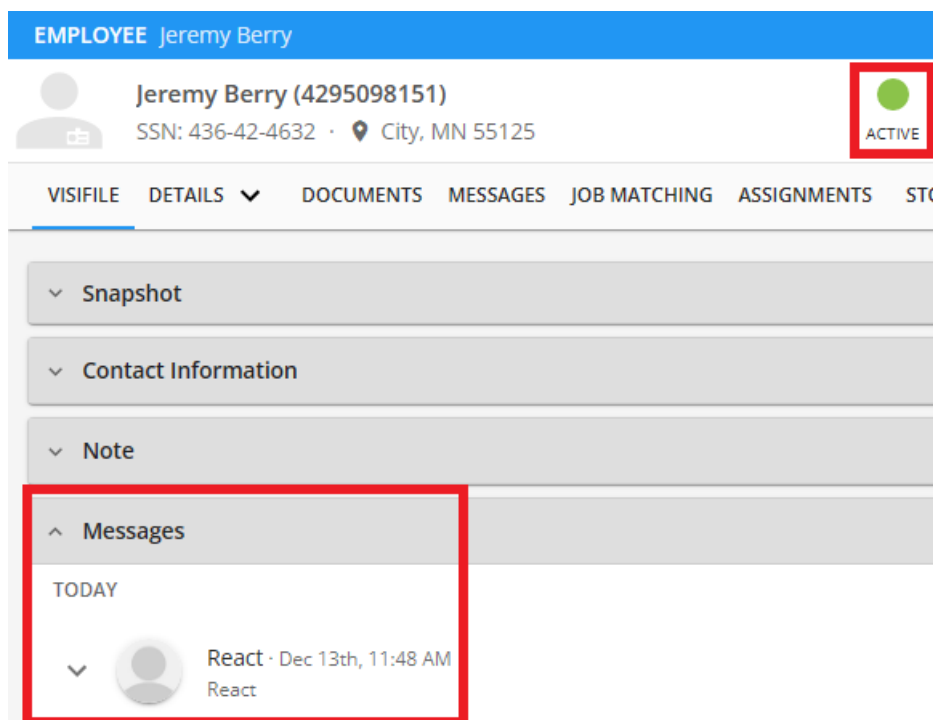 EMPLOYEE Jeremy Berry
Jeremy Berry (4295098151)
SSN: 436-42-4632 · City, MN 55125
ACTIVE
VISIFILE DETAILS DOCUMENTS MESSAGES JOB MATCHING ASSIGNMENTS
Snapshot
Contact Information
Note
Messages
TODAY
React · Dec 13th, 11:48 AM
React